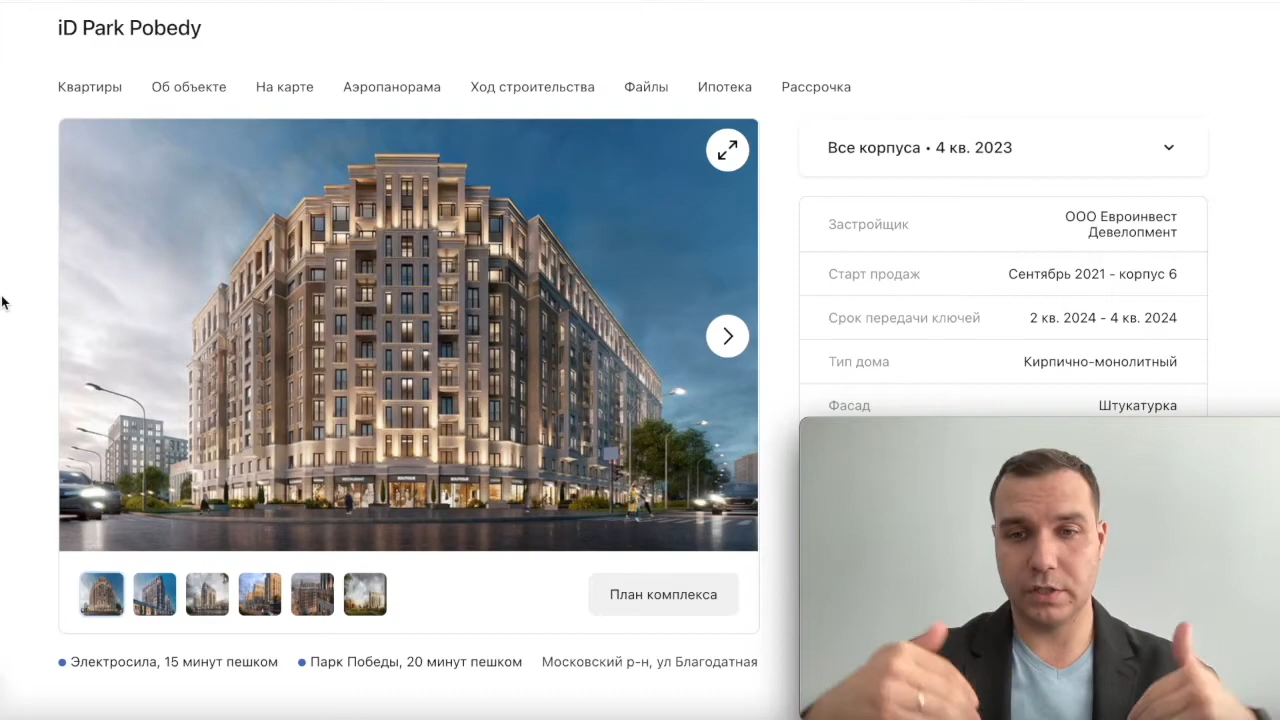 iD Park Pobedy
Квартиры Об объекте На карте Аэропанорама Ход строительства Файлы Ипотека Рассрочка
Все корпуса • 4 кв. 2023
Застройщик ООО Евроинвест
Девелопмент
Старт продаж Сентябрь 2021 - корпус 6
Срок передачи ключей 2 кв. 2024 - 4 кв. 2024
Тип дома Кирпично-монолитный
Фасад Штукатурка
План комплекса
Электросила, 15 минут пешком Парк Победы, 20 минут пешком Московский р-н, ул Благодатная